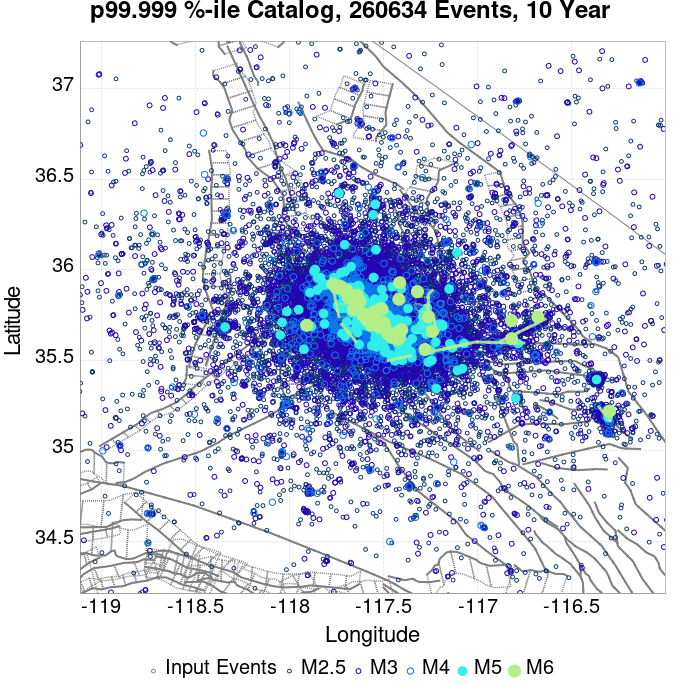 p99.999 %-ile Catalog, 260634 Events, 10 Year
37
36.5
36
35.5
35
34.5
Latitude
-119 -118.5 -118 -117.5 -117 -116.5
Longitude
Input Events M2.5 M3 M4 M5 M6